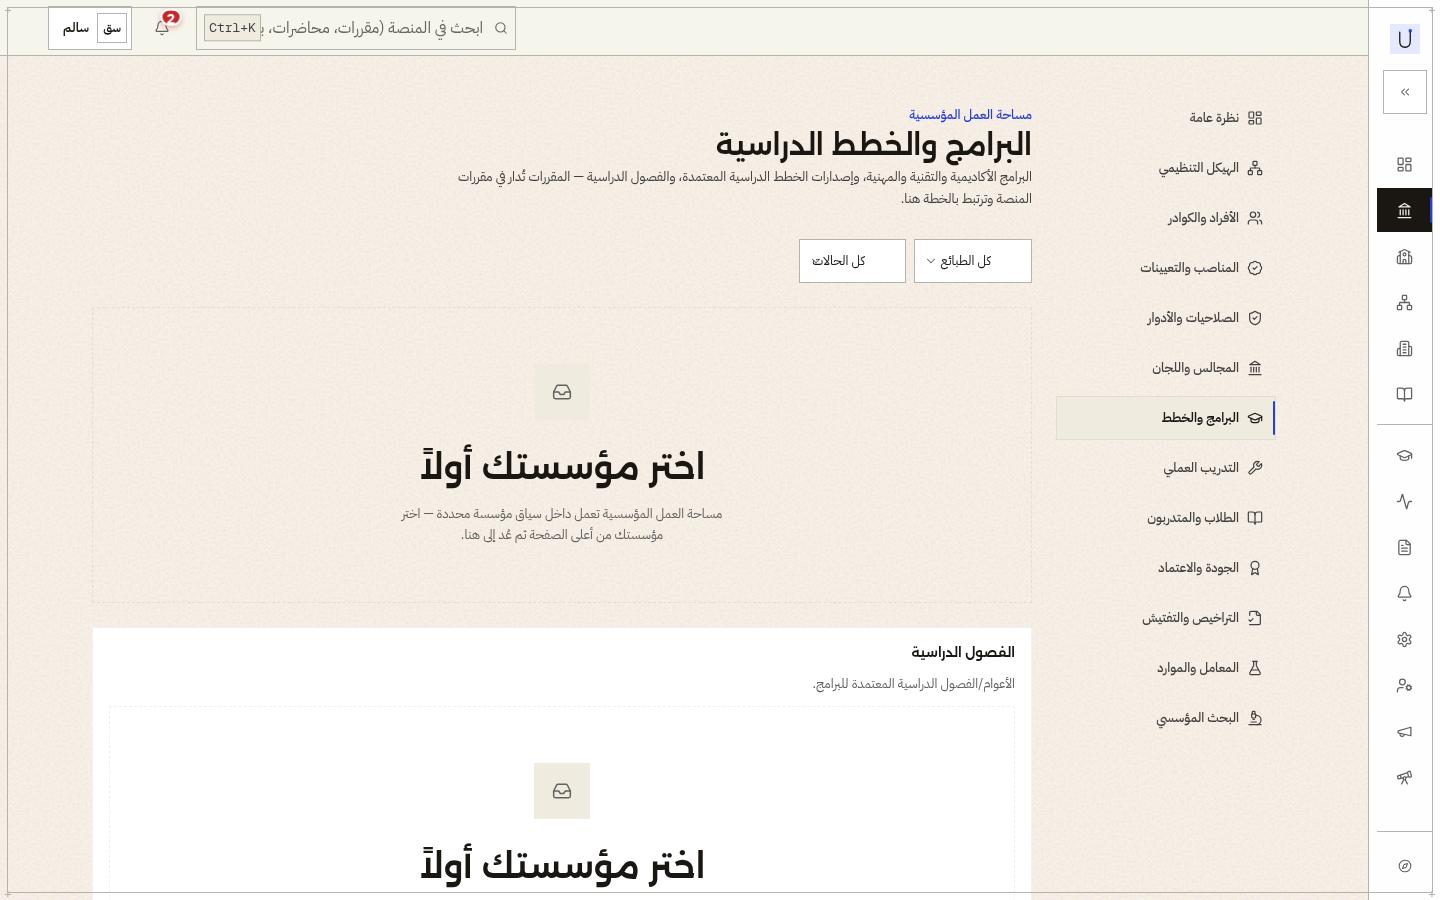 ابحث في المنصة (مقررات، محاضرات،
Ctrl+K
2
سق
سالم
نظرة عامة
الهيكل التنظيمي
الأفراد والكوادر
المناصب والتعيينات
الصلاحيات والأدوار
المجالس واللجان
البرامج والخطط
التدريب العملي
الطلاب والمتدربون
الجودة والاعتماد
التراخيص والتفتيش
المعامل والموارد
البحث المؤسسي
مساحة العمل المؤسسية
البرامج والخطط الدراسية
البرامج الأكاديمية والتقنية والمهنية، وإصدارات الخطط الدراسية المعتمدة، والفصول الدراسية — المقررات تُدار في مقررات
المنصة وترتبط بالخطة هنا.
كل الطبائع
كل الحالات
اختر مؤسستك أولاً
مساحة العمل المؤسسية تعمل داخل سياق مؤسسة محددة — اختر
مؤسستك من أعلى الصفحة ثم عُد إلى هنا.
الفصول الدراسية
الأعوام/الفصول الدراسية المعتمدة للبرامج.
اختر مؤسستك أولاً